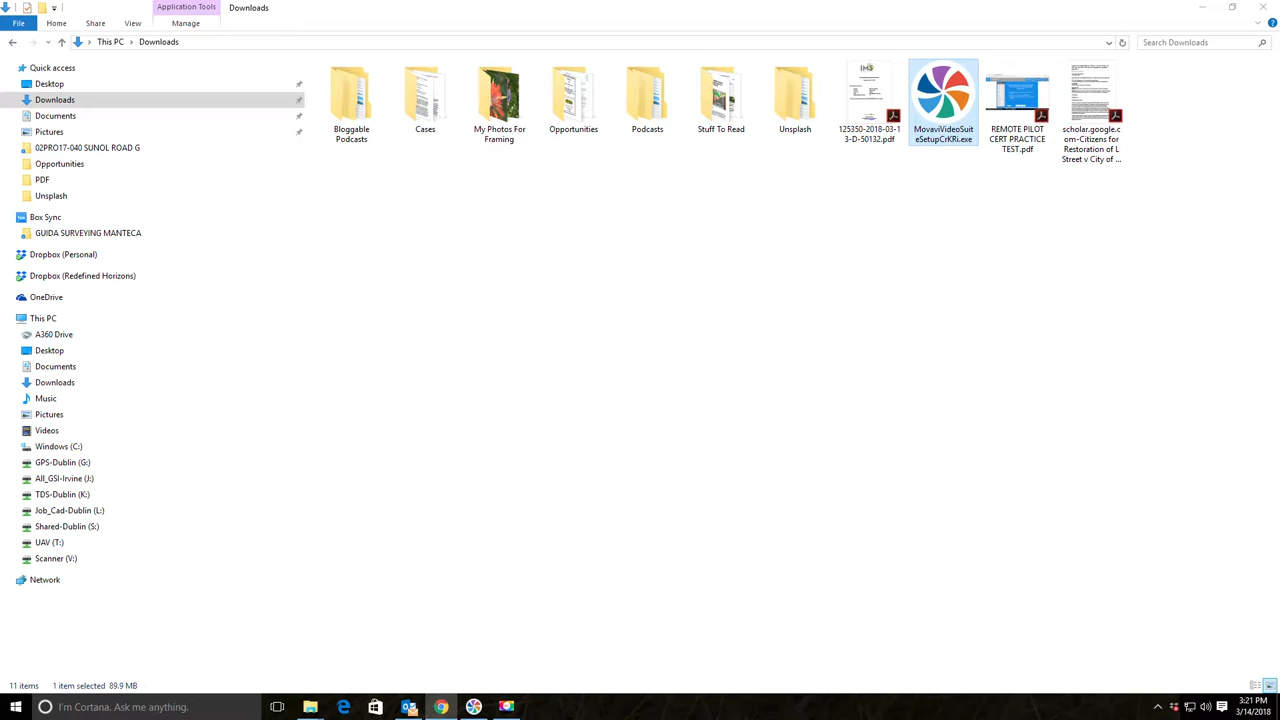 Application Tools
Downloads
File
Home
Share
View
Manage
This PC
Downloads
Search Downloads
Quick access
Desktop
Downloads
Documents
Pictures
02PRO17-040 SUNOL ROAD G
Opportunities
PDF
Unsplash
Box Sync
GUIDA SURVEYING MANTECA
Dropbox (Personal)
Dropbox (Redefined Horizons)
OneDrive
This PC
A360 Drive
Desktop
Documents
Downloads
Music
Pictures
Videos
Windows (C:)
GPS-Dublin (G:)
All_GSI-Irvine (J:)
TDS-Dublin (K:)
Job_Cad-Dublin (L:)
Shared-Dublin (S:)
UAV (T:)
Scanner (V:)
Network
Bloggable
Podcasts
Cases
My Photos For
Framing
Opportunities
Podcasts
Stuff To Read
Unsplash
IMS
125350-2018-03-1
3-D-50132.pdf
MovaviVideoSuit
eSetupCrKRi.exe
REMOTE PILOT
CERT PRACTICE
TEST.pdf
scholar.google.c
om-Citizens for
Restoration of L
Street v City of ...
11 items
1 item selected 89.9 MB
I'm Cortana. Ask me anything.
3:21 PM
3/14/2018